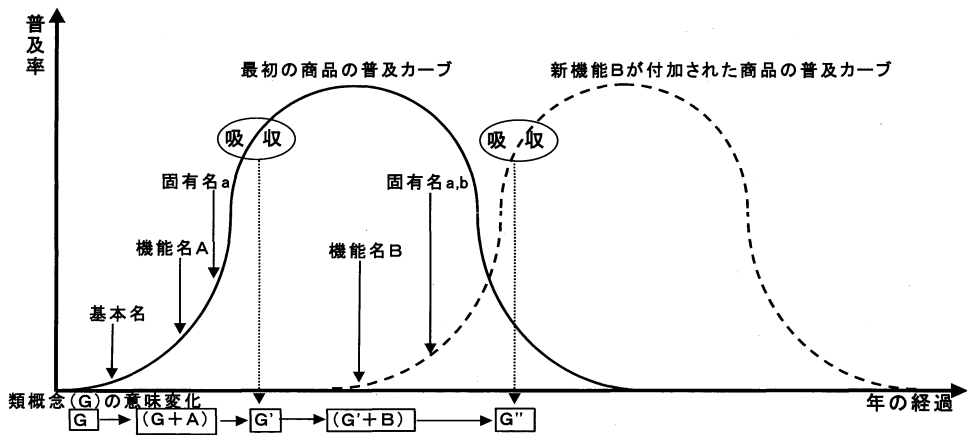 普及率
最初の商品の普及カーブ
新機能Bが付加された商品の普及カーブ
吸 収
吸 収
固有名a
固有名a,b
機能名A
機能名B
基本名
類概念(G)の意味変化
年の経過
G
(G+A)
G'
(G'+B)
G''